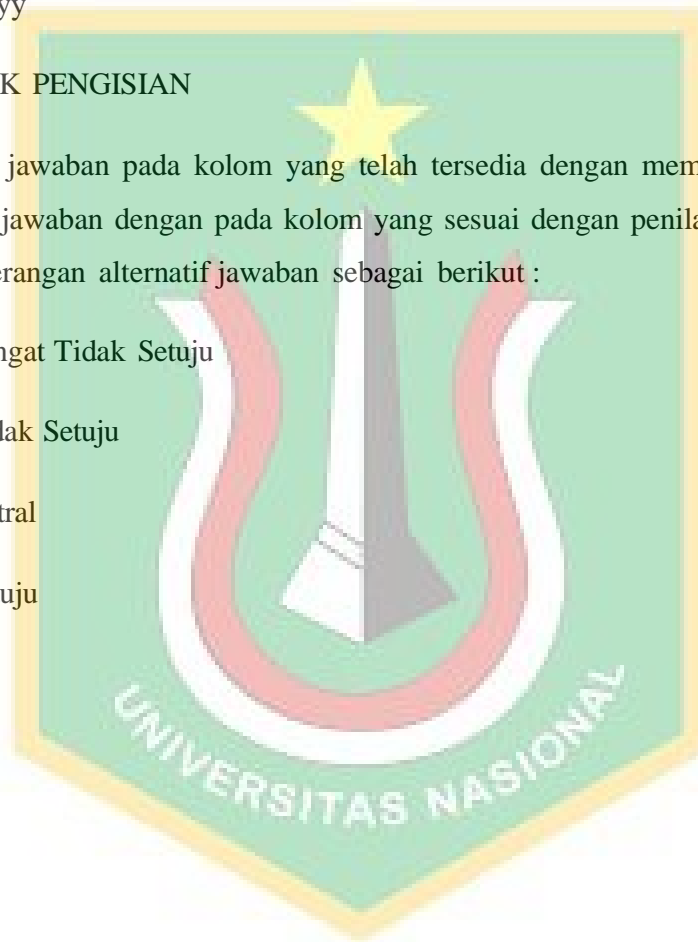 yy
K PENGISIAN
jawaban pada kolom yang telah tersedia dengan mem
jawaban dengan pada kolom yang sesuai dengan penila
erangan alternatif jawaban sebagai berikut :
ngat Tidak Setuju
dak Setuju
tral
uju
UNIVERSITAS NASIONAL